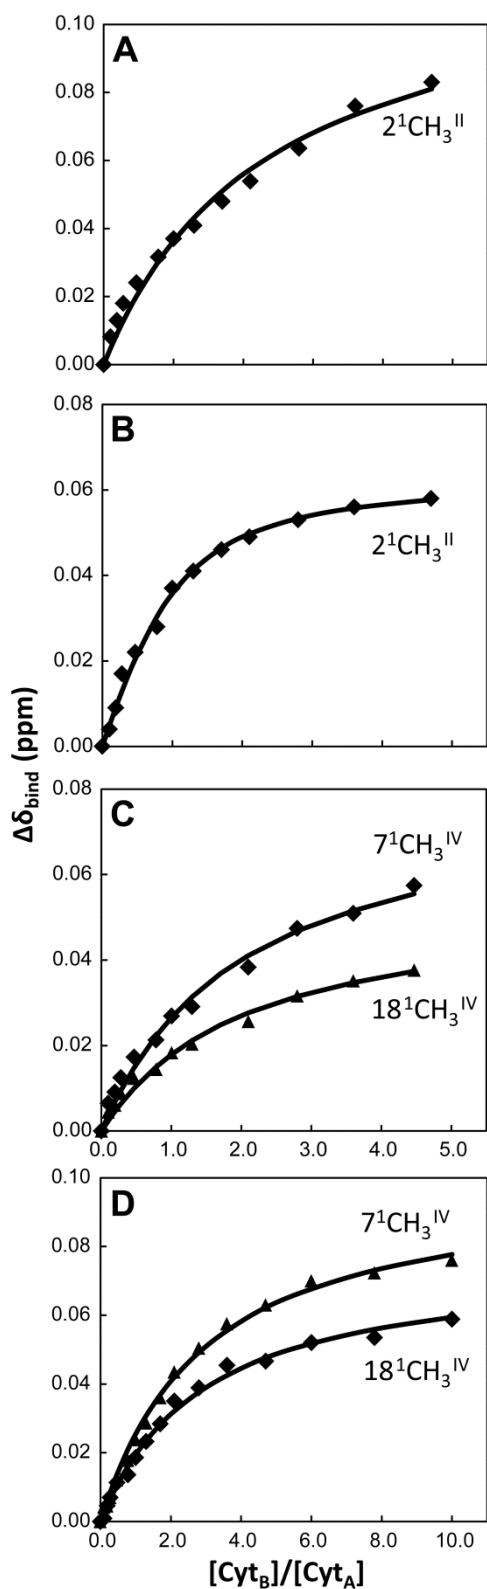 0.10
A
0.08
2¹CH₃ᴵᴵ
0.06
0.04
0.02
0.00
0.08
B
0.06
2¹CH₃ᴵᴵ
0.04
0.02
0.00
Δδbind (ppm)
0.08
C
7¹CH₃ᴵⱽ
0.06
0.04
18¹CH₃ᴵⱽ
0.02
0.00
0.0 1.0 2.0 3.0 4.0 5.0
0.10
D
7¹CH₃ᴵⱽ
0.08
0.06
18¹CH₃ᴵⱽ
0.04
0.02
0.00
0.0 2.0 4.0 6.0 8.0 10.0
[CytB]/[CytA]